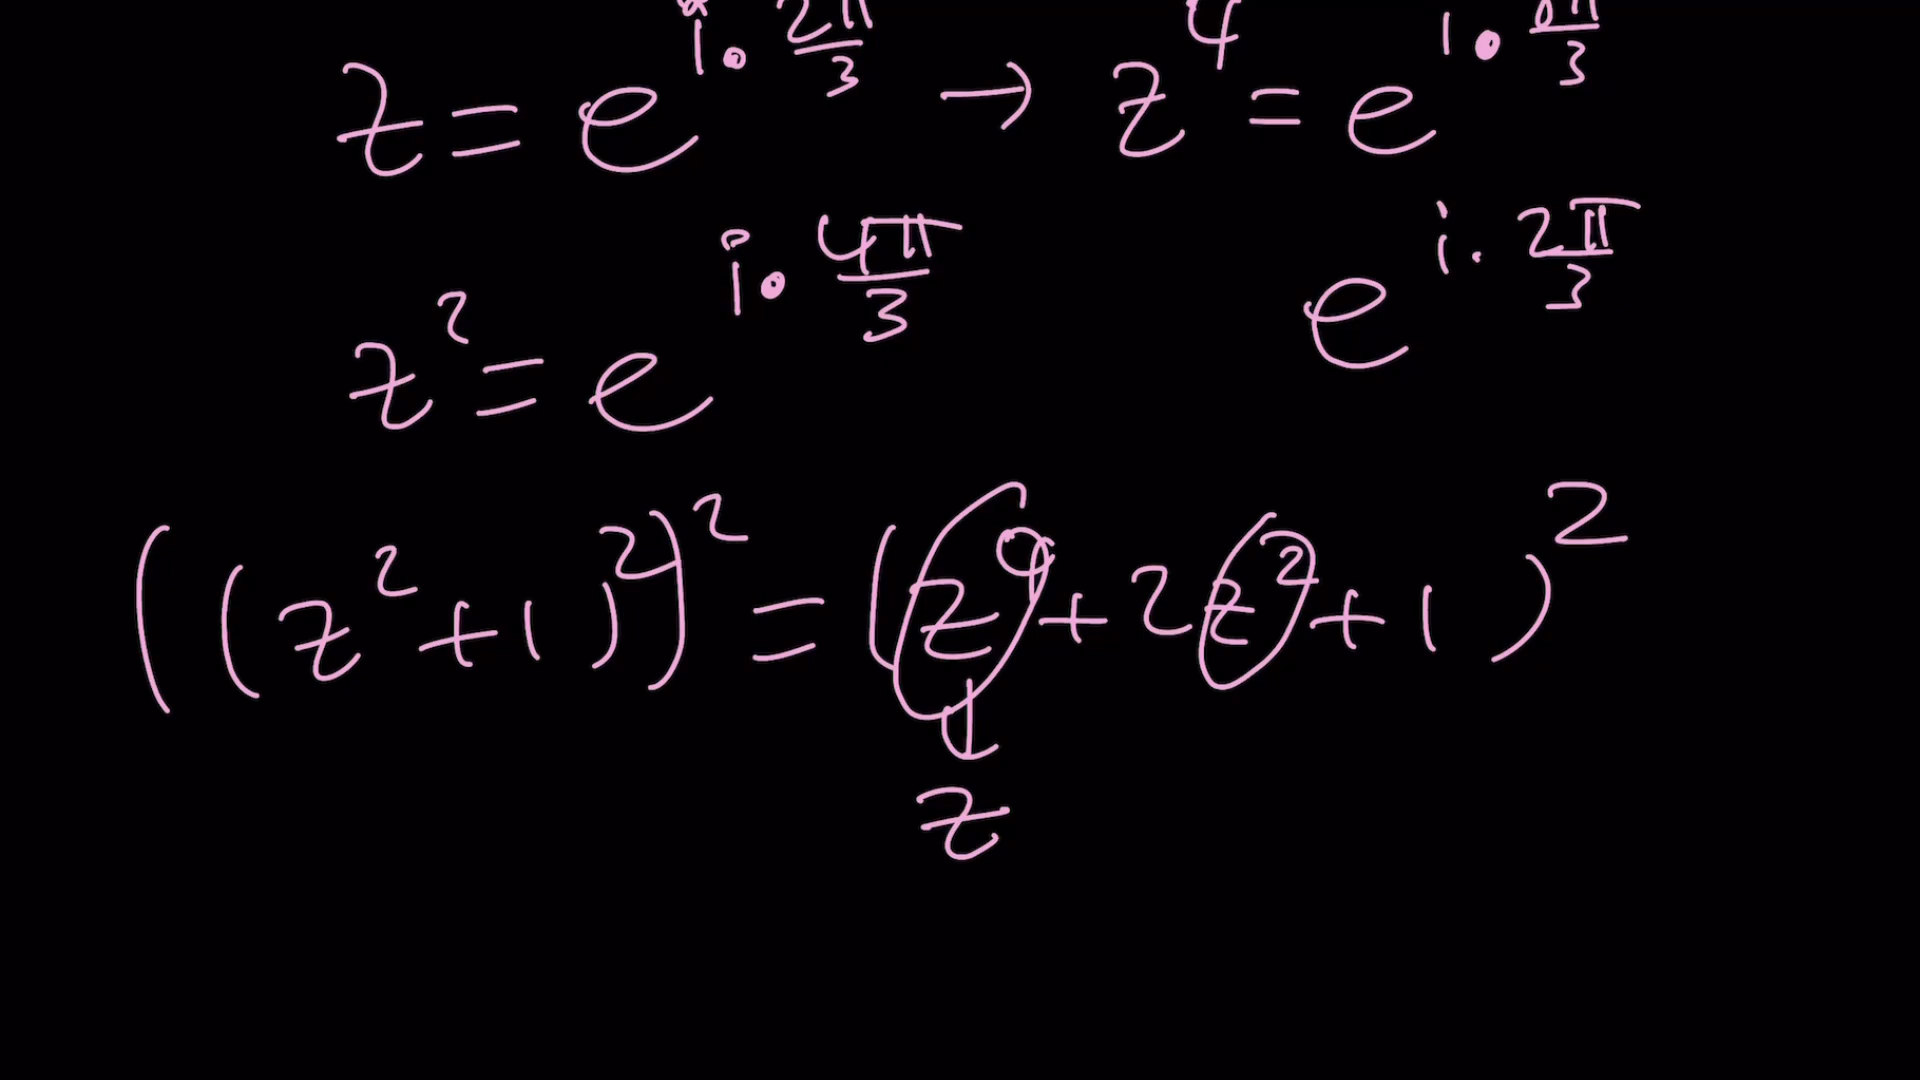 z = e^{i · 2π/3} → z^4 = e^{i · 8π/3}
e^{i · 2π/3}
z^2 = e^{i · 4π/3}
((z^2 + 1)^2)^2 = (z^4 + 2z^2 + 1)^2
↓
z